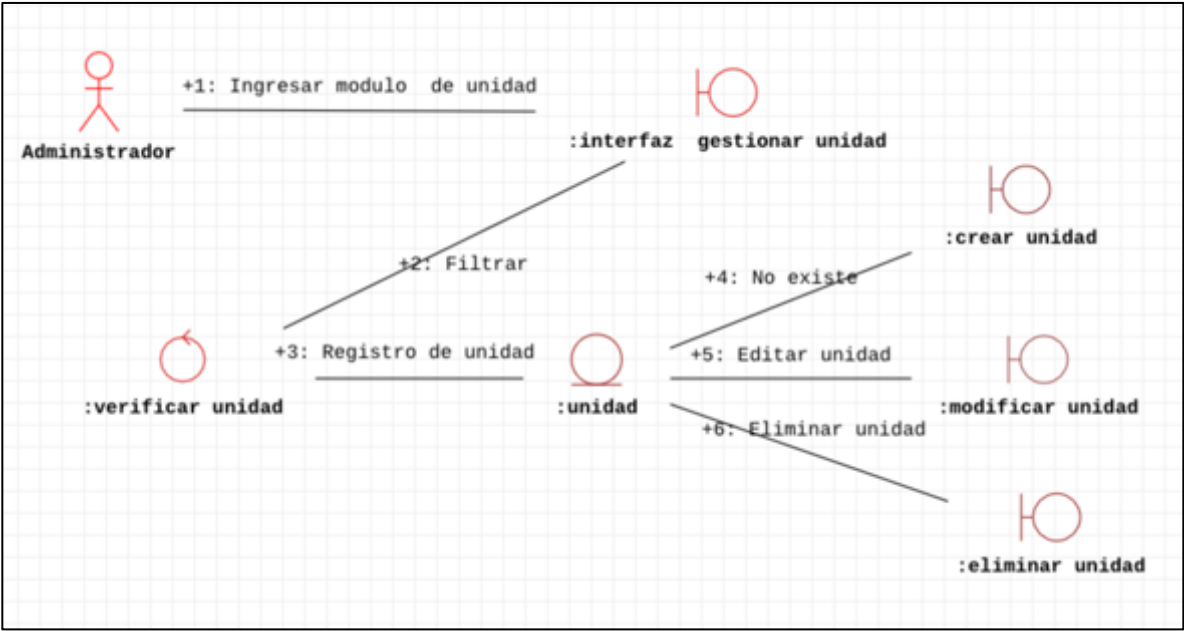 +1: Ingresar modulo  de unidad
Administrador
:interfaz  gestionar unidad
:crear unidad
+2: Filtrar
+4: No existe
+3: Registro de unidad
+5: Editar unidad
:verificar unidad
:unidad
:modificar unidad
+6: Eliminar unidad
:eliminar unidad